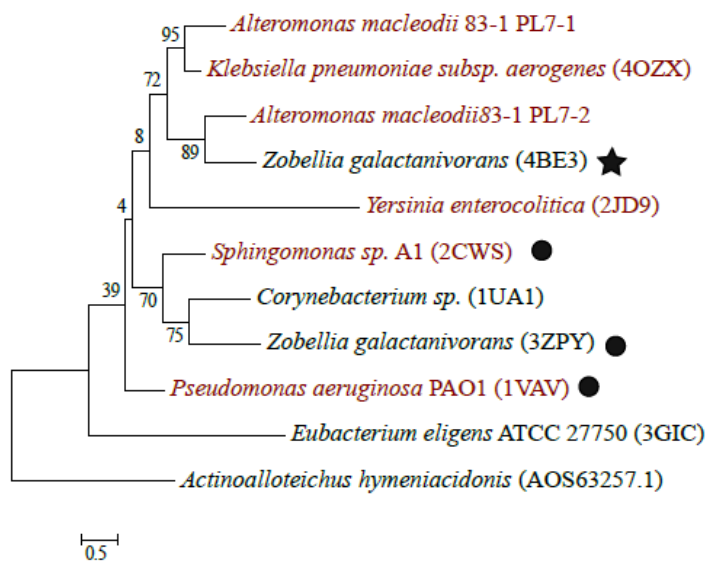 95
Alteromonas macleodii 83-1 PL7-1
Klebsiella pneumoniae subsp. aerogenes (4OZX)
72
Alteromonas macleodii83-1 PL7-2
8
89
Zobellia galactanivorans (4BE3)
Yersinia enterocolitica (2JD9)
4
Sphingomonas sp. A1 (2CWS)
39
70
Corynebacterium sp. (1UA1)
75
Zobellia galactanivorans (3ZPY)
Pseudomonas aeruginosa PAO1 (1VAV)
Eubacterium eligens ATCC 27750 (3GIC)
Actinoalloteichus hymeniacidonis (AOS63257.1)
0.5